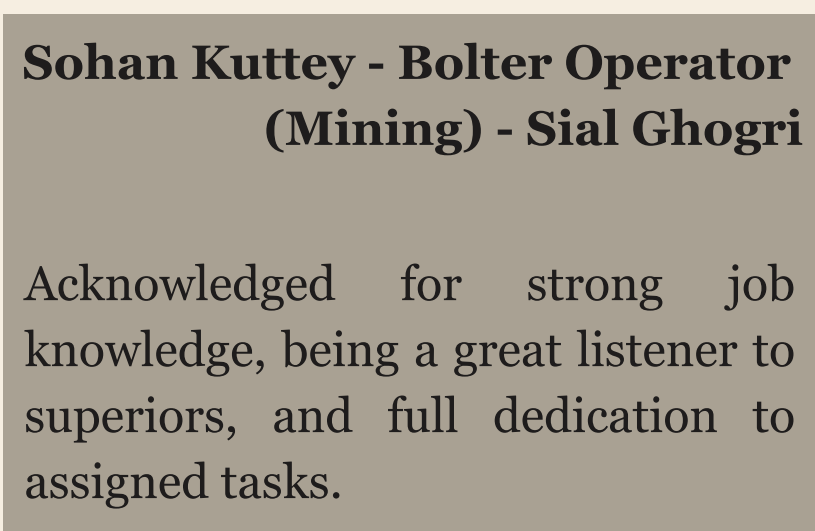 Sohan Kuttey - Bolter Operator
(Mining) - Sial Ghogri
Acknowledged for strong job
knowledge, being a great listener to
superiors, and full dedication to
assigned tasks.